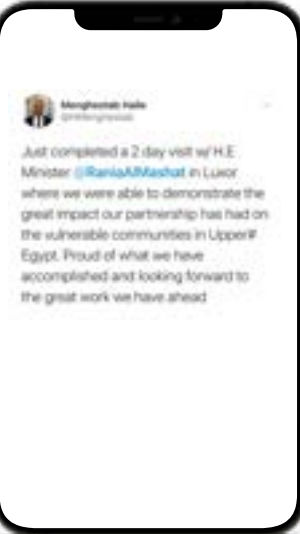 Menghestab Haile
Just completed a 2 day visit w/ H.E
Minister @RaniaAlMashat in Luxor
where we were able to demonstrate the
great impact our partnership has had on
the vulnerable communities in Upper#
Egypt. Proud of what we have
accomplished and looking forward to
the great work we have ahead